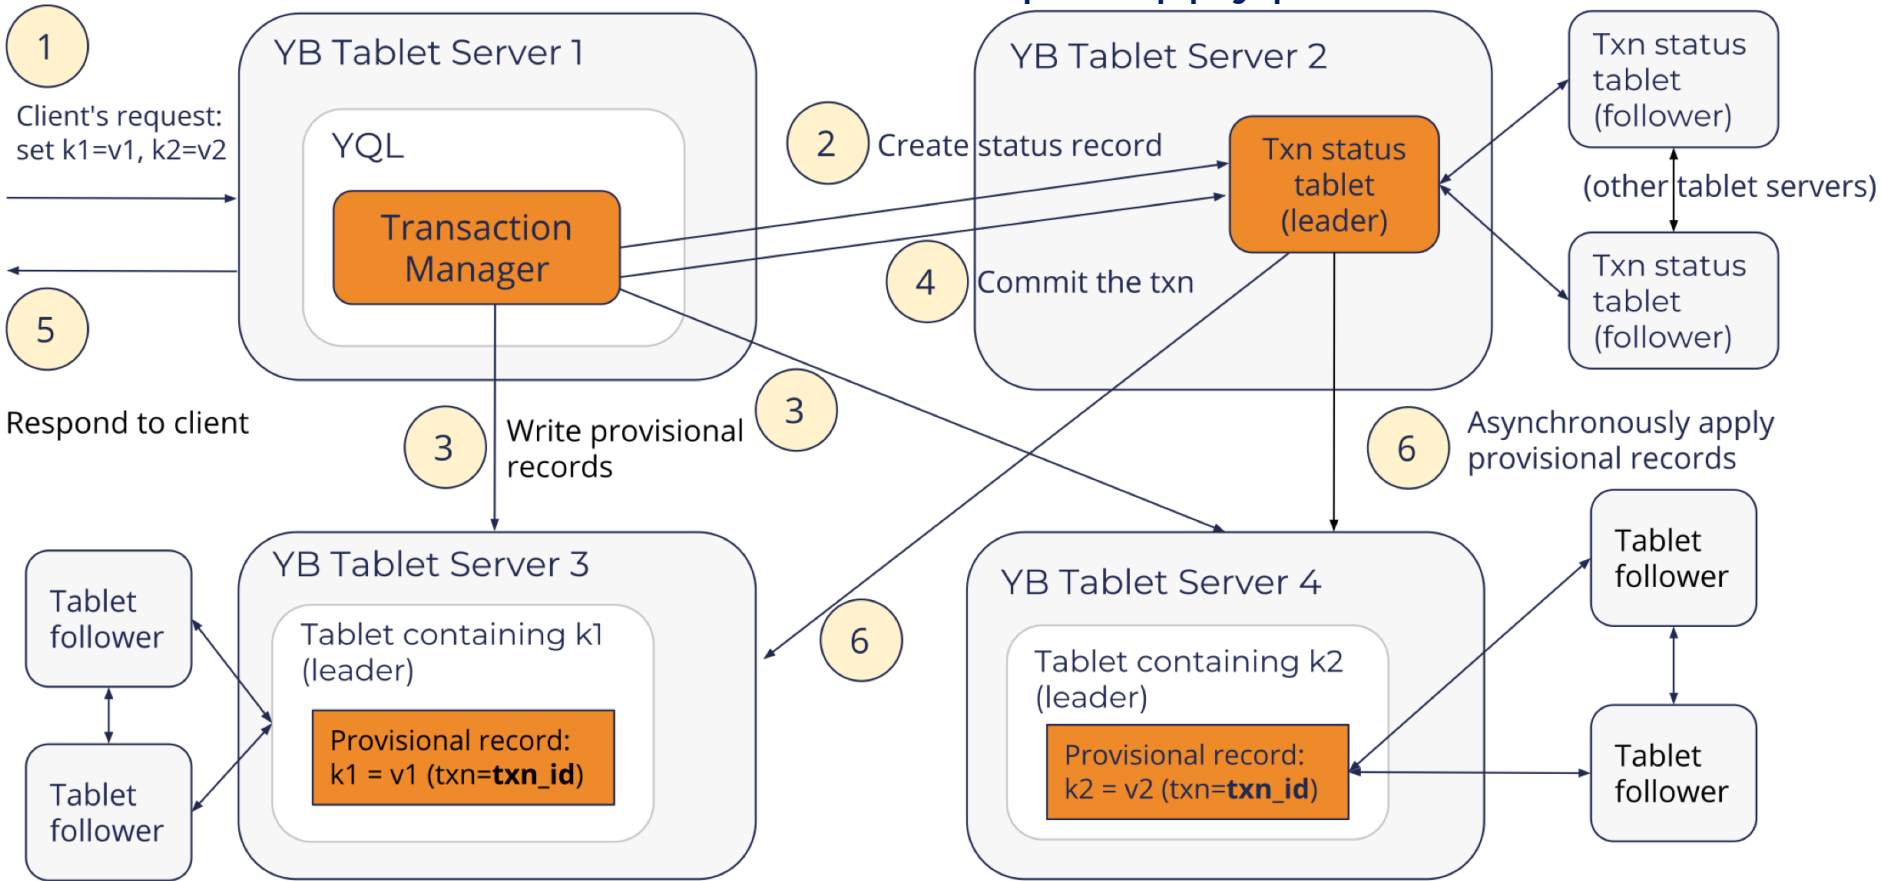 1
YB Tablet Server 1
YB Tablet Server 2
Txn status
tablet
(follower)
Client's request:
set k1=v1, k2=v2
YQL
2
Create status record
Txn status
tablet
(leader)
(other tablet servers)
Transaction
Manager
4
Commit the txn
Txn status
tablet
(follower)
5
Respond to client
3
Write provisional
records
3
6
Asynchronously apply
provisional records
Tablet
follower
YB Tablet Server 3
Tablet containing k1
(leader)
Provisional record:
k1 = v1 (txn=txn_id)
Tablet
follower
6
YB Tablet Server 4
Tablet containing k2
(leader)
Provisional record:
k2 = v2 (txn=txn_id)
Tablet
follower
Tablet
follower